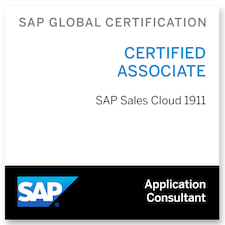 SAP GLOBAL CERTIFICATION
CERTIFIED
ASSOCIATE
SAP Sales Cloud 1911
SAP
Application
Consultant